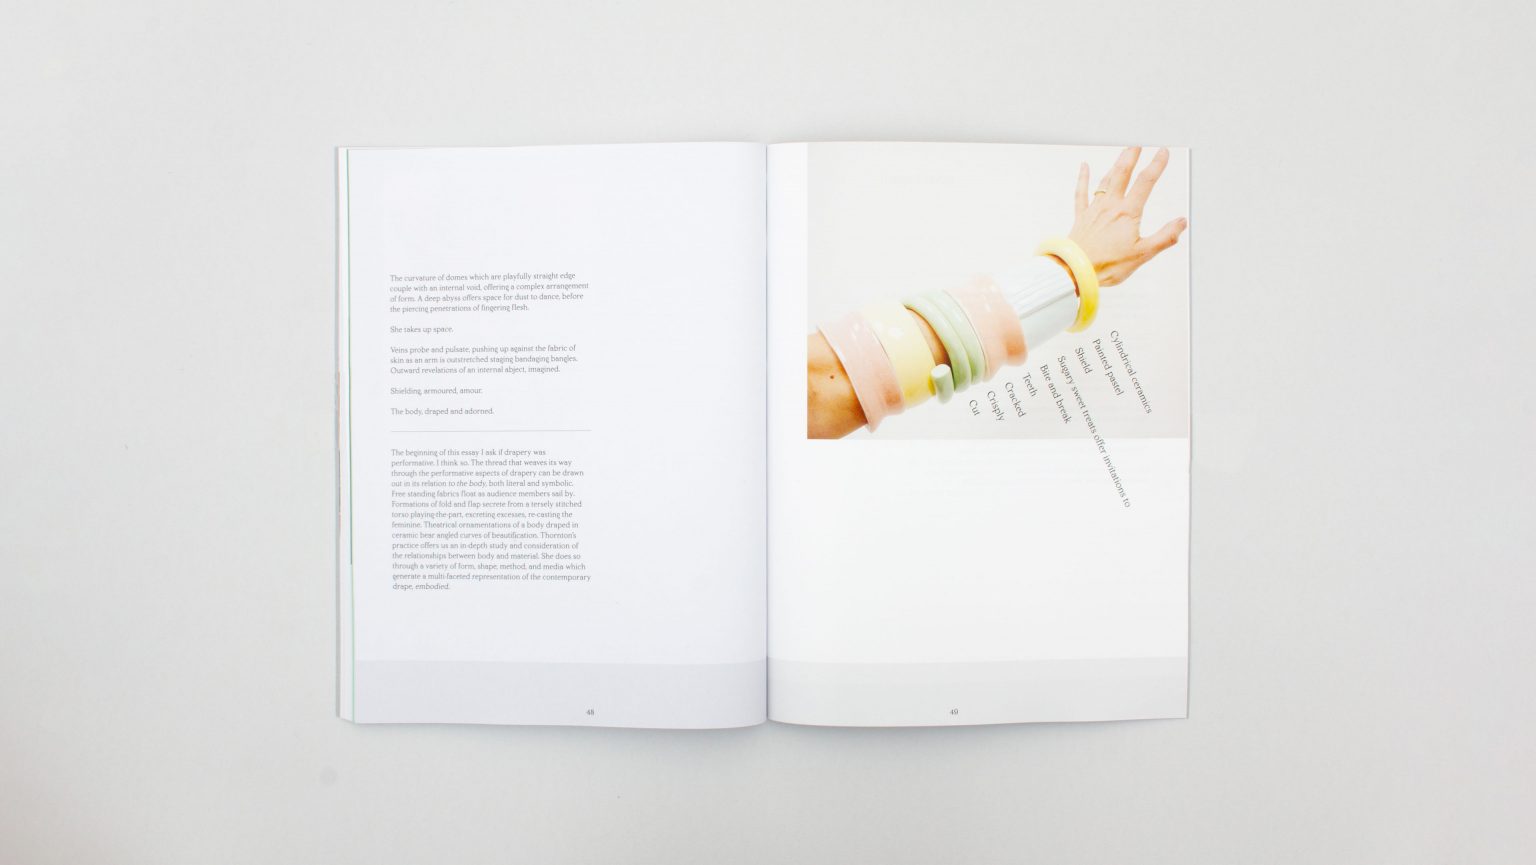 The curvature of domes which are playfully straight edge
couple with an internal void, offering a complex arrangement
of form. A deep abyss offers space for dust to dance, before
the piercing penetrations of fingering flesh.
She takes up space.
Veins probe and pulsate, pushing up against the fabric of
skin as an arm is outstretched staging bandaging bangles.
Outward revelations of an internal abject, imagined.
Shielding, armoured, amour.
The body, draped and adorned.
The beginning of this essay I ask if drapery was
performative. I think so. The thread that weaves its way
through the performative aspects of drapery can be drawn
out in its relation to the body, both literal and symbolic.
Free standing fabrics float as audience members sail by.
Formations of fold and flap secrete from a tersely stitched
torso playing-the-part, excreting excesses, re-casting the
feminine. Theatrical ornamentations of a body draped in
ceramic bear angled curves of beautification. Thornton's
practice offers us an in-depth study and consideration of
the relationships between body and material. She does so
through a variety of form, shape, method, and media which
generate a multi-faceted representation of the contemporary
drape, embodied.
48
Cylindrical ceramics
Painted pastel
Shield
Sugary sweet treats offer invitations to
Bite and break
Teeth
Cracked
Crisply
Cut
49